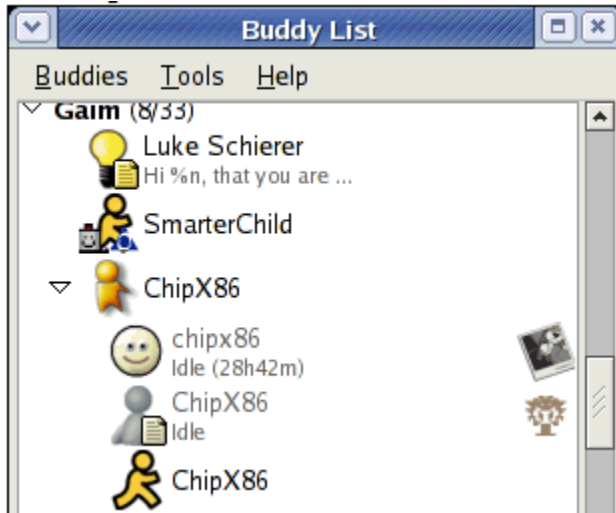 Buddy List
Buddies Tools Help
Gaim (8/33)
Luke Schierer
Hi %n, that you are ...
SmarterChild
ChipX86
chipx86
Idle (28h42m)
ChipX86
Idle
ChipX86